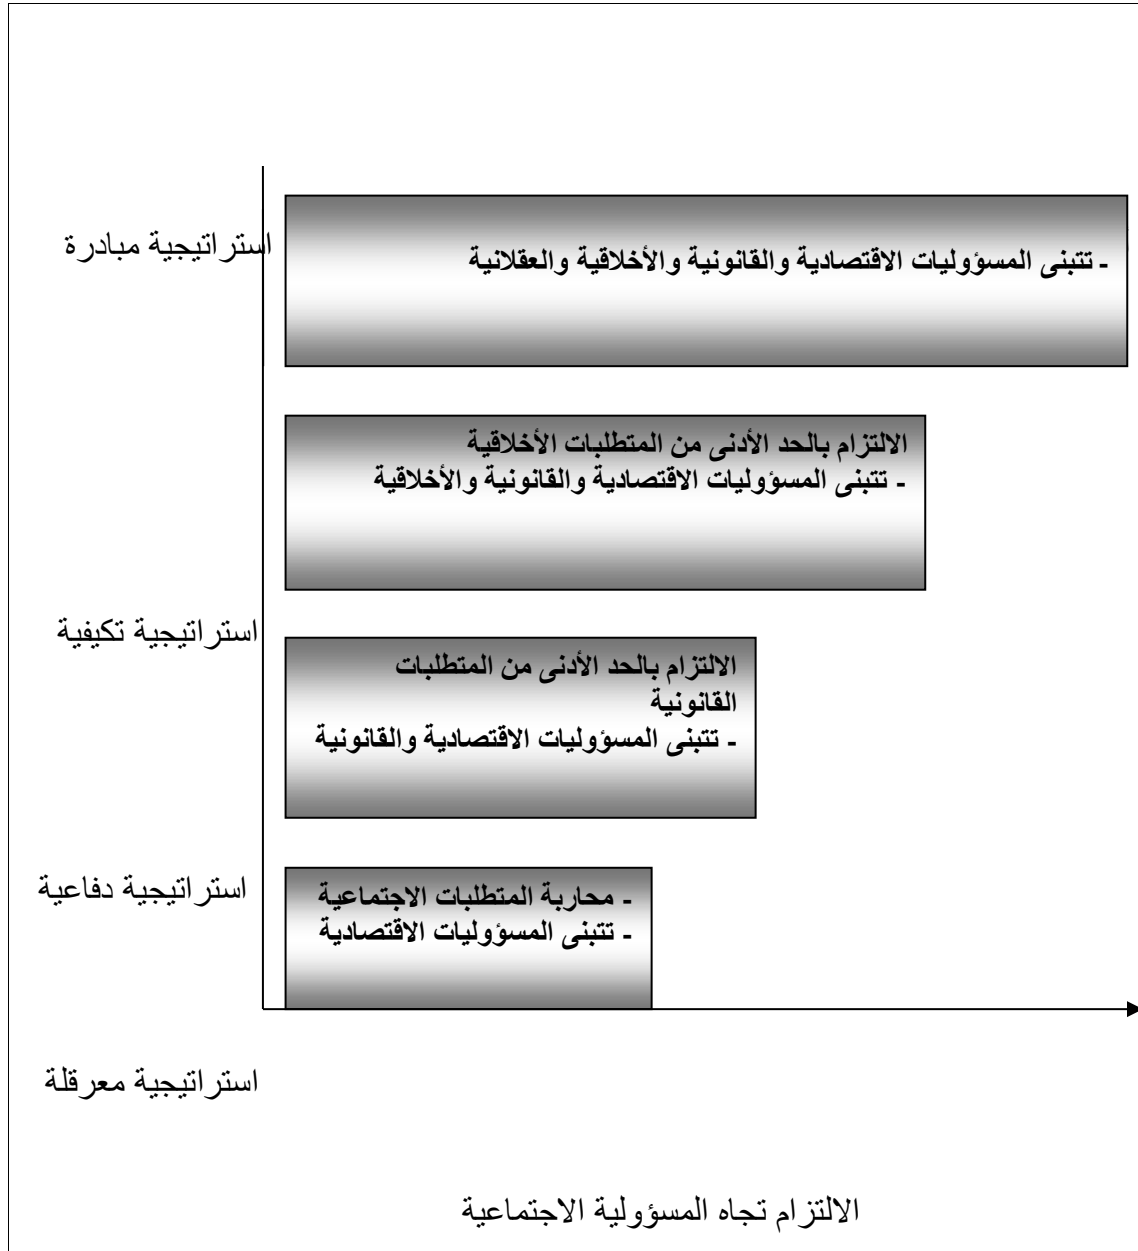 استراتيجية مبادرة
- تتبنى المسؤوليات الاقتصادية والقانونية والأخلاقية والعقلانية
الالتزام بالحد الأدنى من المتطلبات الأخلاقية
- تتبنى المسؤوليات الاقتصادية والقانونية والأخلاقية
استراتيجية تكيفية
الالتزام بالحد الأدنى من المتطلبات
القانونية
- تتبنى المسؤوليات الاقتصادية والقانونية
استراتيجية دفاعية
- محاربة المتطلبات الاجتماعية
- تتبنى المسؤوليات الاقتصادية
استراتيجية معرقلة
الالتزام تجاه المسؤولية الاجتماعية